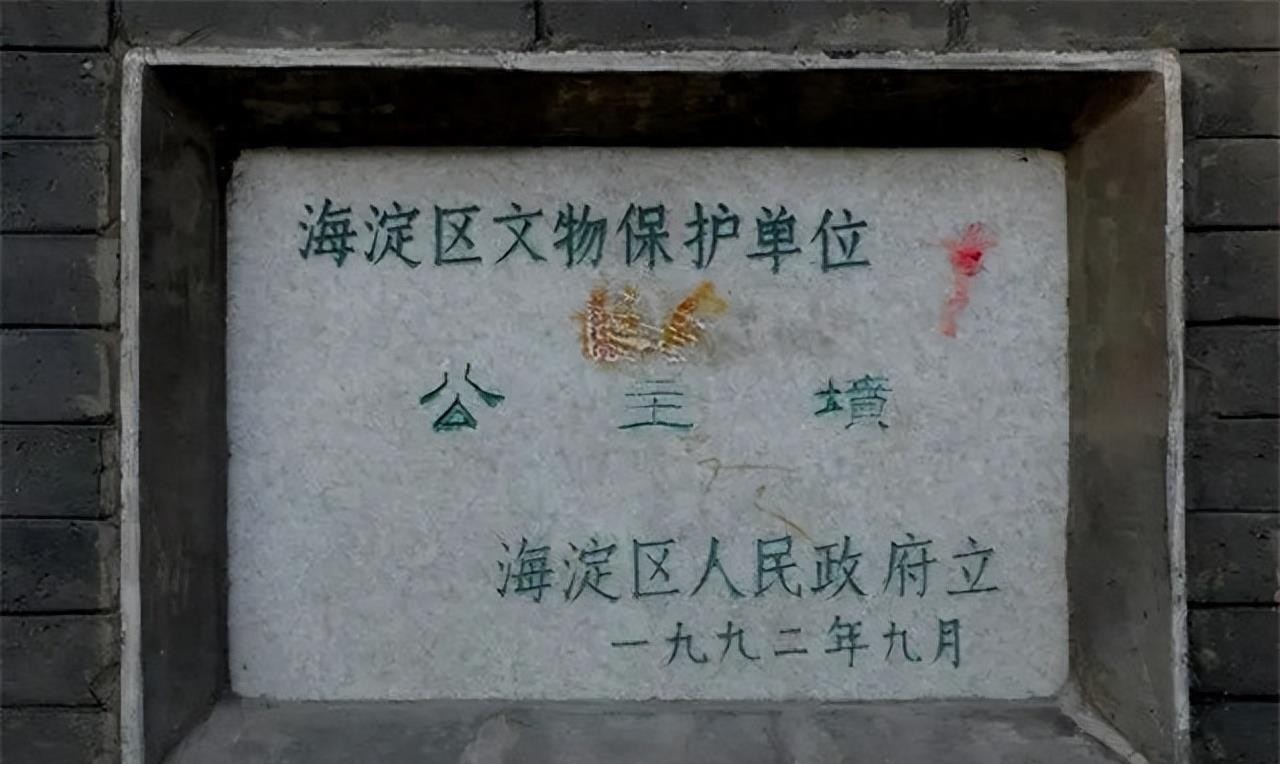 海淀区文物保护单位
公主墳
海淀区人民政府立
一九九二年九月